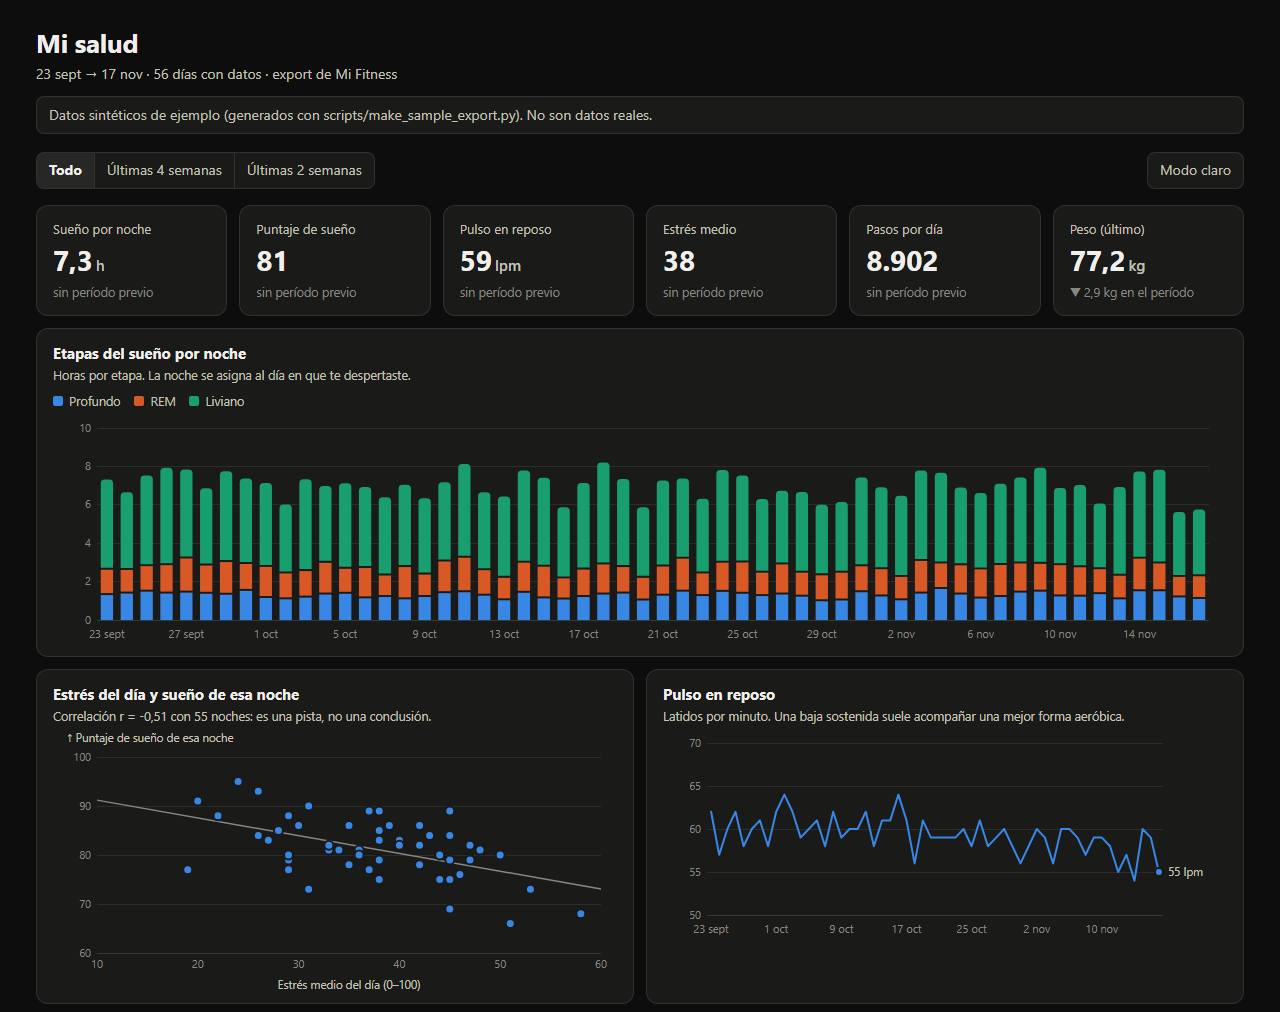 Mi salud
23 sept → 17 nov · 56 días con datos · export de Mi Fitness
Datos sintéticos de ejemplo (generados con scripts/make_sample_export.py). No son datos reales.
Todo Últimas 4 semanas Últimas 2 semanas Modo claro
Sueño por noche
7,3 h
sin período previo
Puntaje de sueño
81
sin período previo
Pulso en reposo
59 lpm
sin período previo
Estrés medio
38
sin período previo
Pasos por día
8.902
sin período previo
Peso (último)
77,2 kg
▼ 2,9 kg en el período
Etapas del sueño por noche
Horas por etapa. La noche se asigna al día en que te despertaste.
Profundo REM Liviano
10
8
6
4
2
0
23 sept 27 sept 1 oct 5 oct 9 oct 13 oct 17 oct 21 oct 25 oct 29 oct 2 nov 6 nov 10 nov 14 nov
Estrés del día y sueño de esa noche
Correlación r = -0,51 con 55 noches: es una pista, no una conclusión.
↑ Puntaje de sueño de esa noche
100
90
80
70
60
10 20 30 40 50 60
Estrés medio del día (0–100)
Pulso en reposo
Latidos por minuto. Una baja sostenida suele acompañar una mejor forma aeróbica.
70
65
60
55
50
55 lpm
23 sept 1 oct 9 oct 17 oct 25 oct 2 nov 10 nov